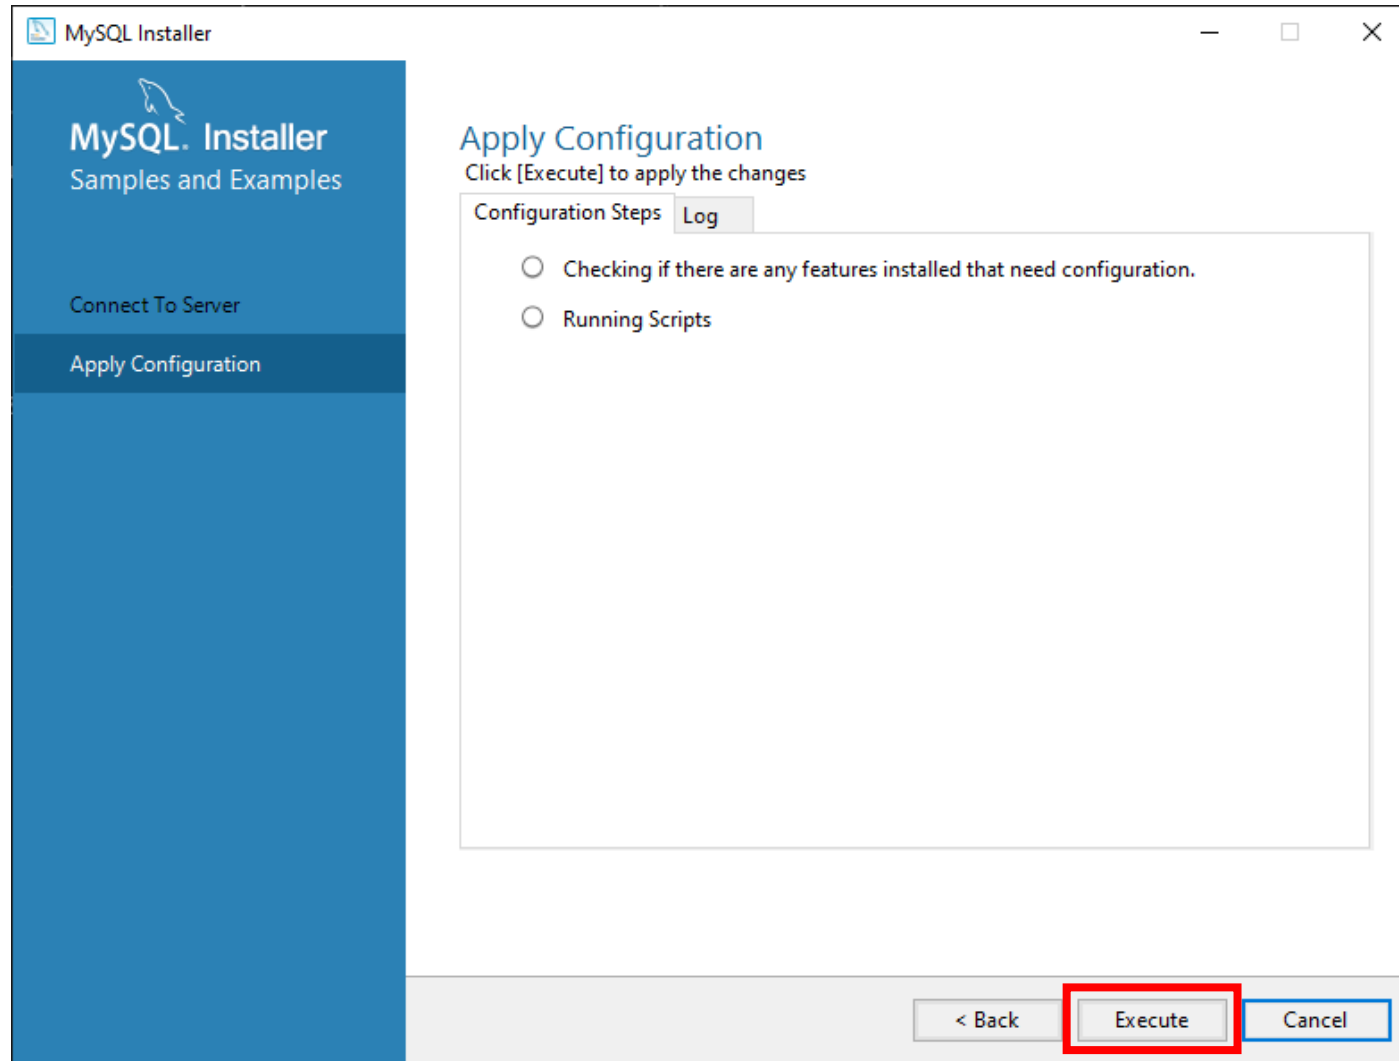 MySQL Installer
MySQL. Installer
Samples and Examples
Connect To Server
Apply Configuration
Apply Configuration
Click [Execute] to apply the changes
Configuration Steps
Log
Checking if there are any features installed that need configuration.
Running Scripts
< Back
Execute
Cancel